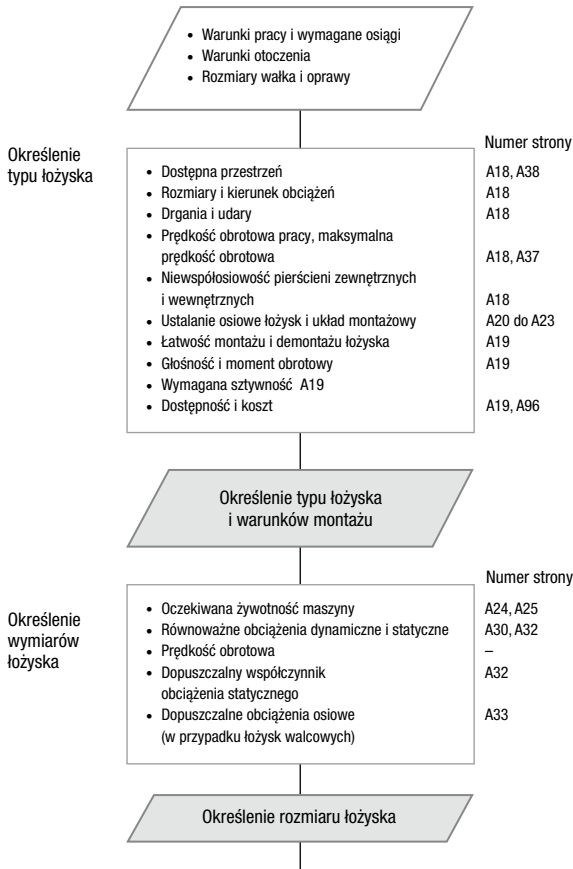 • Warunki pracy i wymagane osiągi
• Warunki otoczenia
• Rozmiary wałka i oprawy
Numer strony
Określenie
typu łożyska
• Dostępna przestrzeń A18, A38
• Rozmiary i kierunek obciążeń A18
• Drgania i udary A18
• Prędkość obrotowa pracy, maksymalna
prędkość obrotowa A18, A37
• Niewspółosiowość pierścieni zewnętrznych
i wewnętrznych A18
• Ustalanie osiowe łożysk i układ montażowy A20 do A23
• Łatwość montażu i demontażu łożyska A19
• Głośność i moment obrotowy A19
• Wymagana sztywność A19
• Dostępność i koszt A19, A96
Określenie typu łożyska
i warunków montażu
Numer strony
Określenie
wymiarów
łożyska
• Oczekiwana żywotność maszyny A24, A25
• Równoważne obciążenia dynamiczne i statyczne A30, A32
• Prędkość obrotowa –
• Dopuszczalny współczynnik A32
obciążenia statycznego
• Dopuszczalne obciążenia osiowe A33
(w przypadku łożysk walcowych)
Określenie rozmiaru łożyska